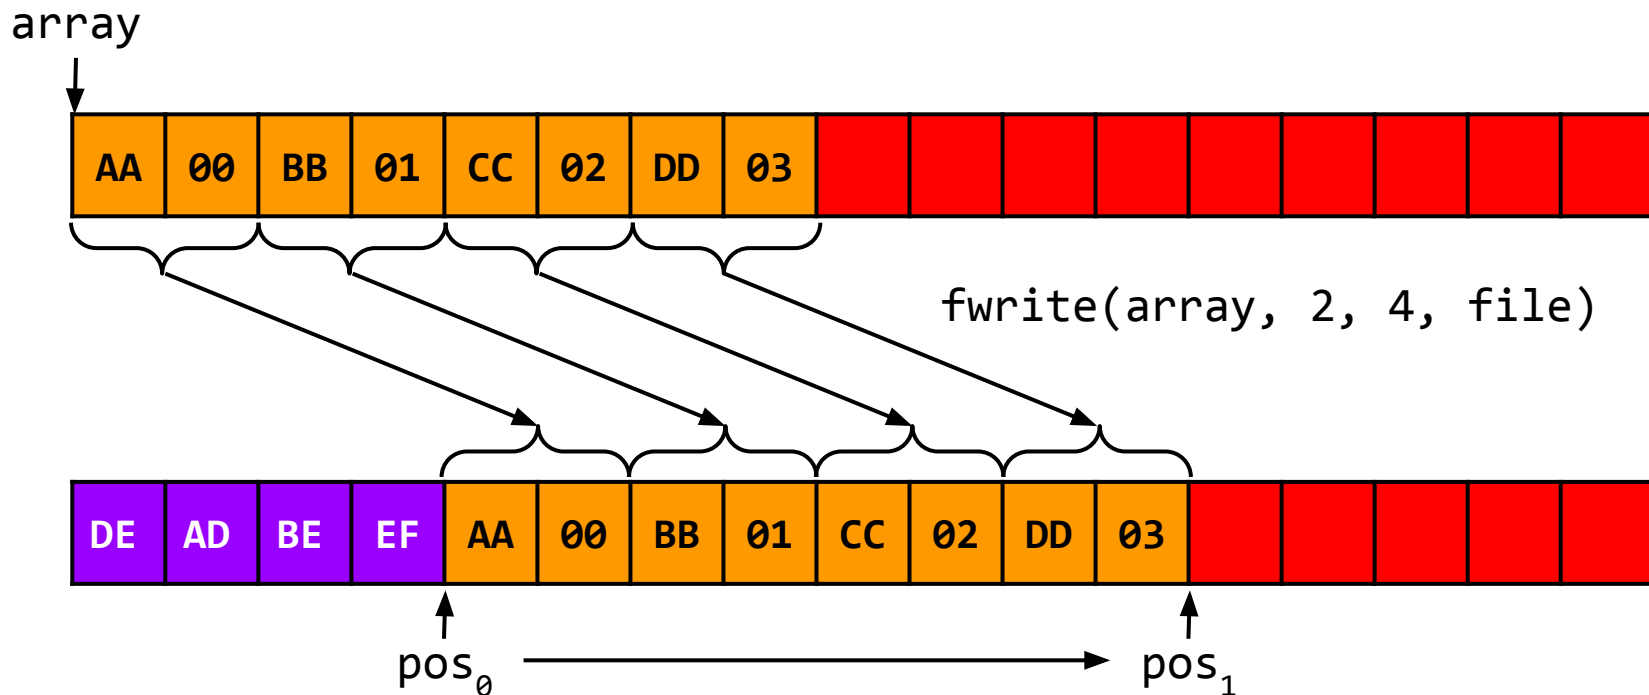 array
AA 00 BB 01 CC 02 DD 03
fwrite(array, 2, 4, file)
DE AD BE EF AA 00 BB 01 CC 02 DD 03
pos₀ pos₁